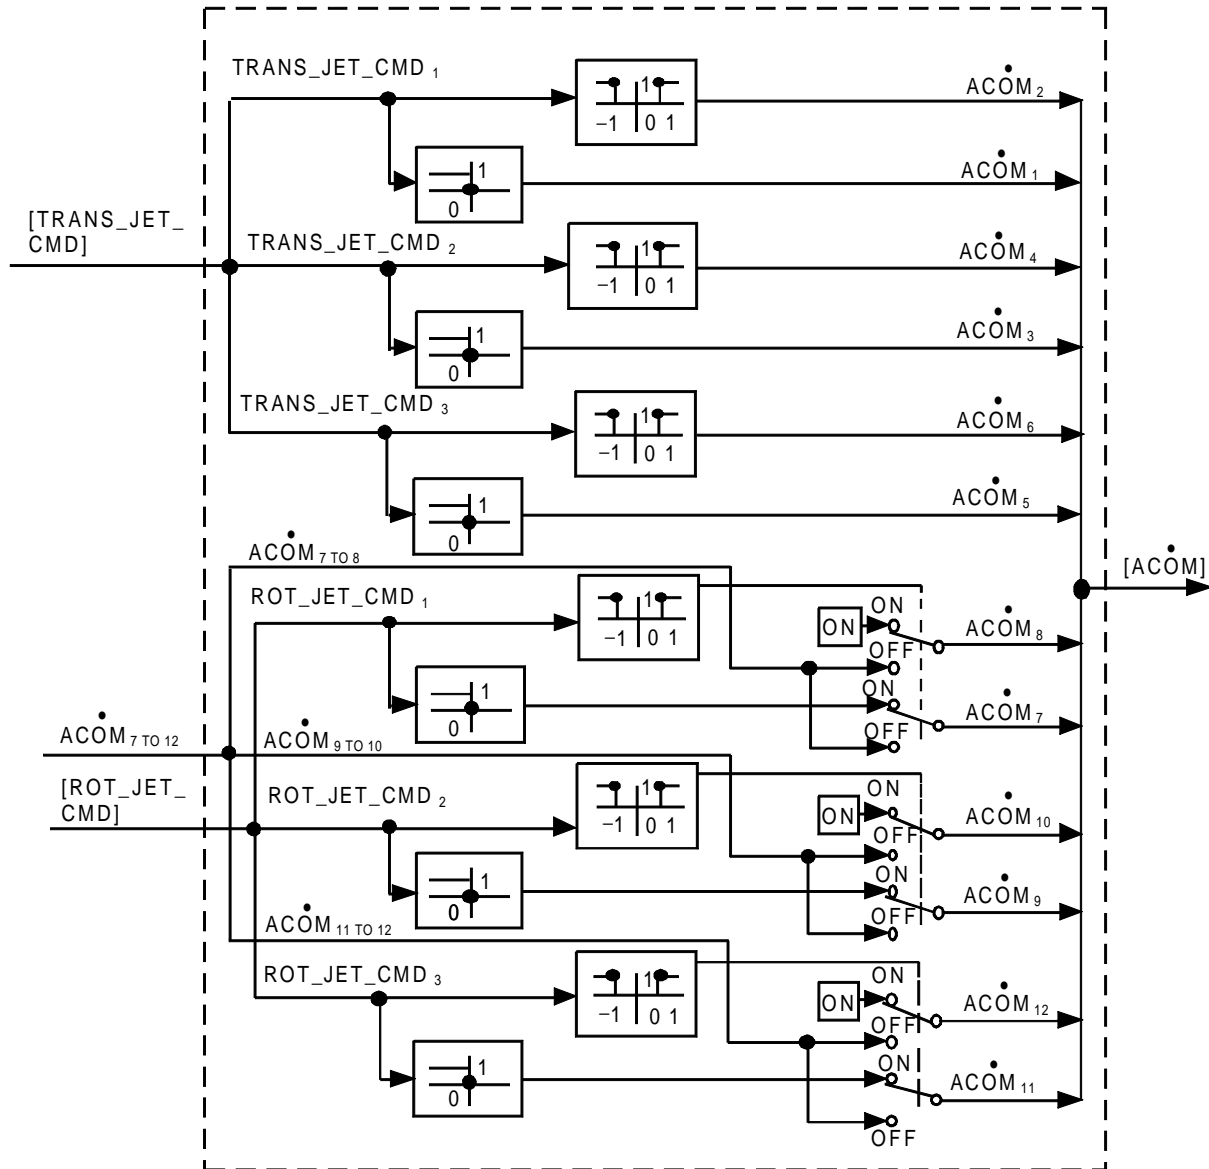 TRANS_JET_CMD 1
1
–1 0 1
ACOM 2
1
0
ACOM 1
[TRANS_JET_
CMD]
TRANS_JET_CMD 2
1
–1 0 1
ACOM 4
1
0
ACOM 3
TRANS_JET_CMD 3
1
–1 0 1
ACOM 6
1
0
ACOM 5
ACOM 7 TO 8
[ACOM]
ROT_JET_CMD 1
1
–1 0 1
ON
ON
OFF
ACOM 8
1
0
ON
OFF
ACOM 7
ACOM 7 TO 12
ACOM 9 TO 10
[ROT_JET_
CMD]
ROT_JET_CMD 2
1
–1 0 1
ON
ON
OFF
ACOM 10
1
0
ON
OFF
ACOM 9
ACOM 11 TO 12
ROT_JET_CMD 3
1
–1 0 1
ON
ON
OFF
ACOM 12
1
0
ON
OFF
ACOM 11